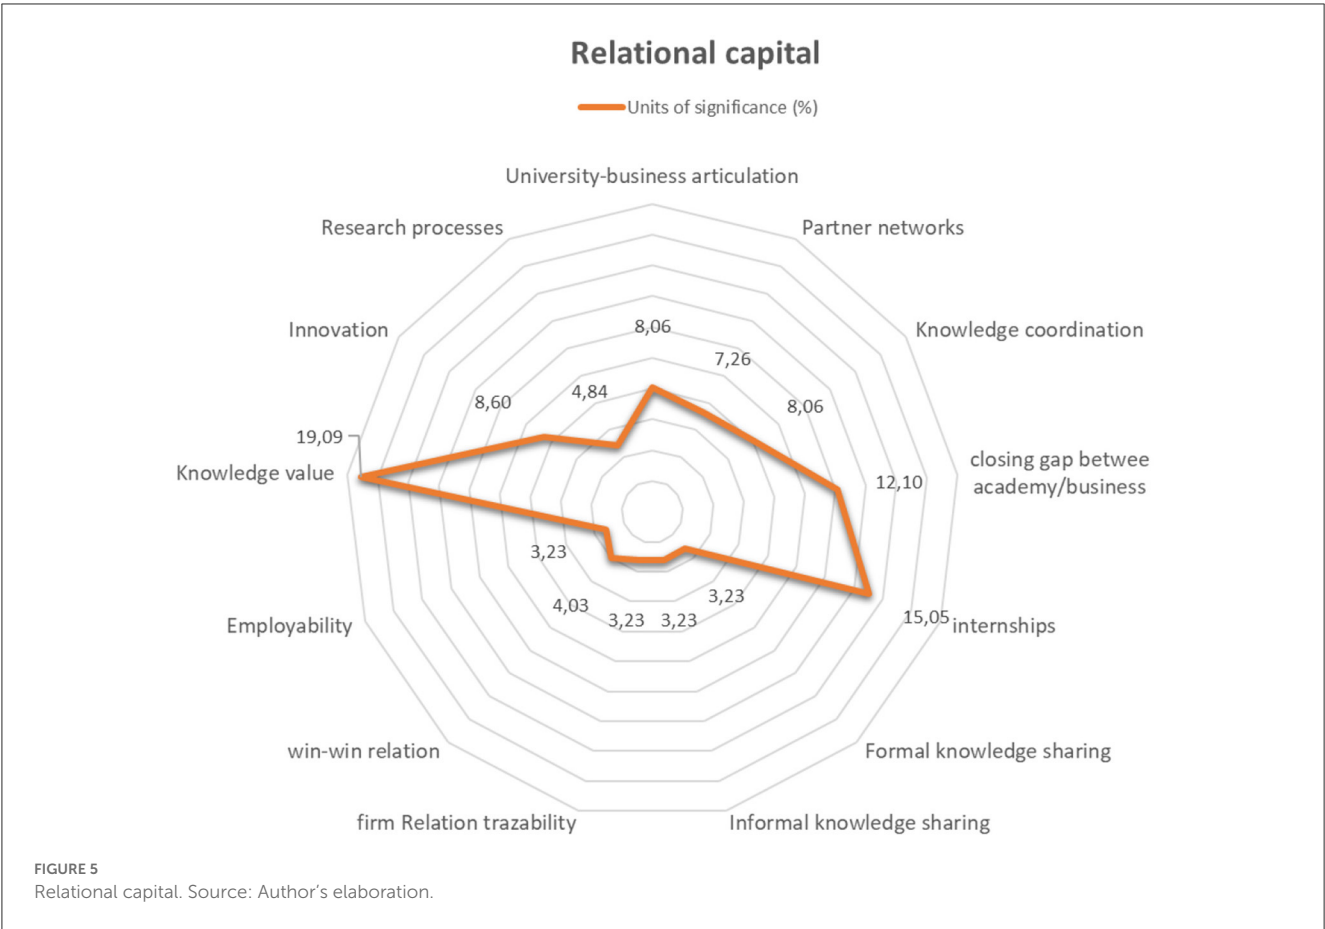 Relational capital
Units of significance (%)
University-business articulation
Research processes
Partner networks
Innovation
Knowledge coordination
8,06
7,26
4,84
8,60
8,06
19,09
Knowledge value
closing gap betwee
academy/business
12,10
3,23
4,03
3,23
3,23
3,23
15,05
internships
Employability
win-win relation
Formal knowledge sharing
firm Relation trazability
Informal knowledge sharing
FIGURE 5
Relational capital. Source: Author's elaboration.